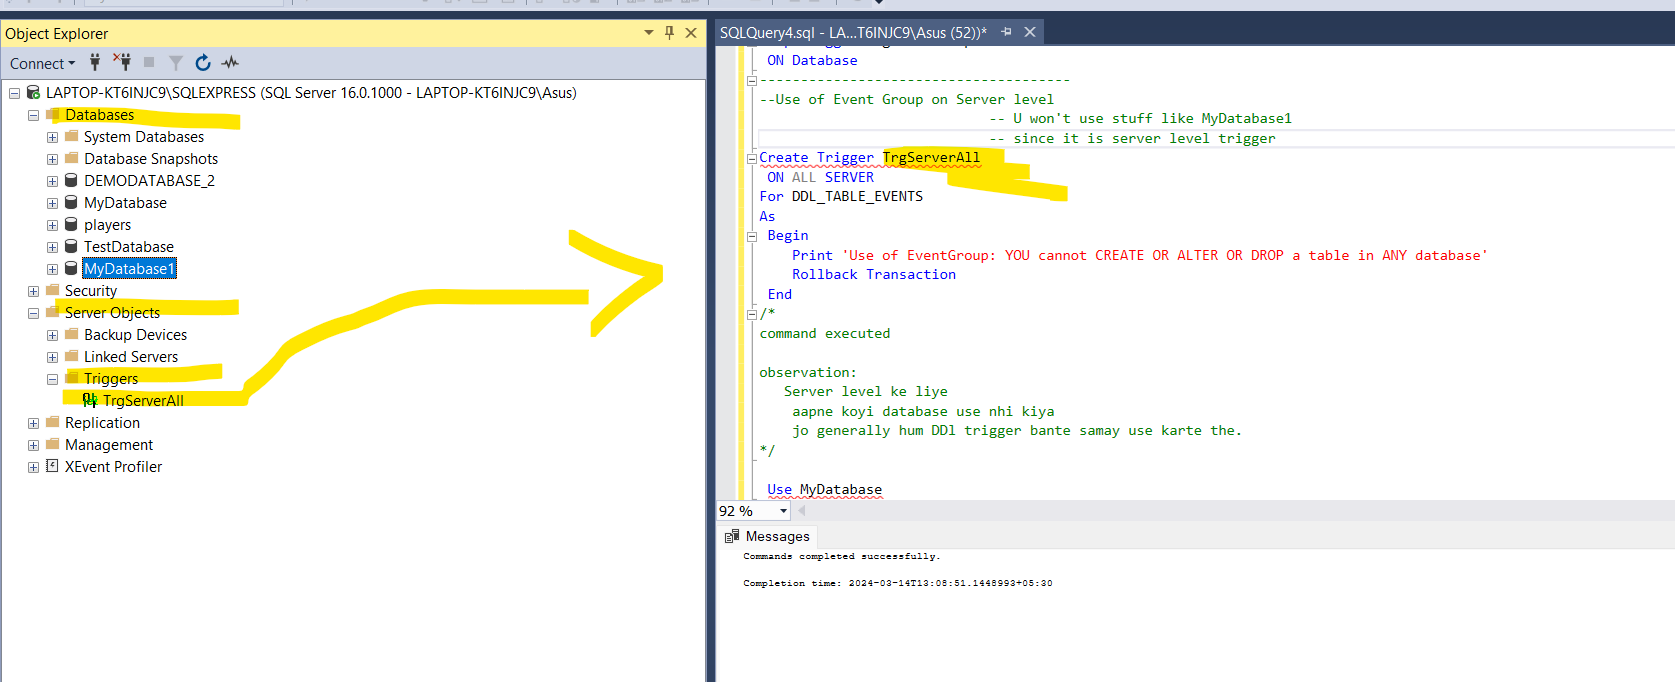 Object Explorer
Connect
LAPTOP-KT6INJC9\SQLEXPRESS (SQL Server 16.0.1000 - LAPTOP-KT6INJC9\Asus)
Databases
System Databases
Database Snapshots
DEMODATABASE_2
MyDatabase
players
TestDatabase
MyDatabase1
Security
Server Objects
Backup Devices
Linked Servers
Triggers
TrgServerAll
Replication
Management
XEvent Profiler
SQLQuery4.sql - LA...T6INJC9\Asus (52))*
ON Database
--------------------------------------
--Use of Event Group on Server level
-- U won't use stuff like MyDatabase1
-- since it is server level trigger
Create Trigger TrgServerAll
ON ALL SERVER
For DDL_TABLE_EVENTS
As
Begin
Print 'Use of EventGroup: YOU cannot CREATE OR ALTER OR DROP a table in ANY database'
Rollback Transaction
End
/*
command executed
observation:
Server level ke liye
aapne koyi database use nhi kiya
jo generally hum DDl trigger bante samay use karte the.
*/
Use MyDatabase
92 %
Messages
Commands completed successfully.
Completion time: 2024-03-14T13:08:51.1448993+05:30